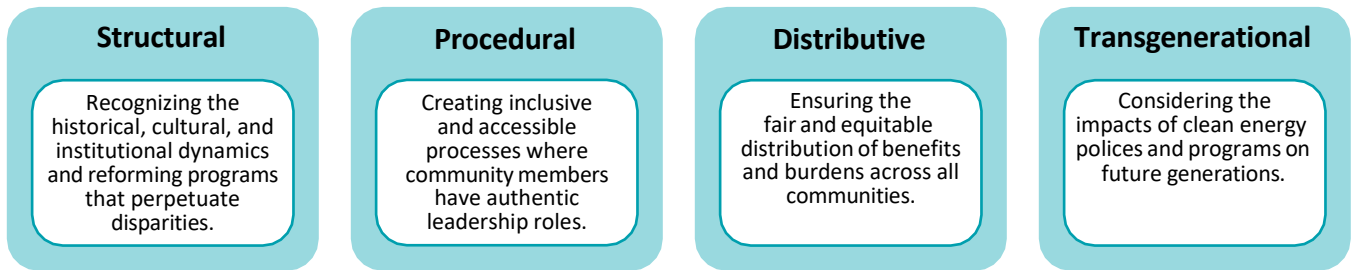 Structural
Recognizing the
historical, cultural, and
institutional dynamics
and reforming programs
that perpetuate
disparities.
Procedural
Creating inclusive
and accessible
processes where
community members
have authentic
leadership roles.
Distributive
Ensuring the
fair and equitable
distribution of benefits
and burdens across all
communities.
Transgenerational
Considering the
impacts of clean energy
polices and programs on
future generations.